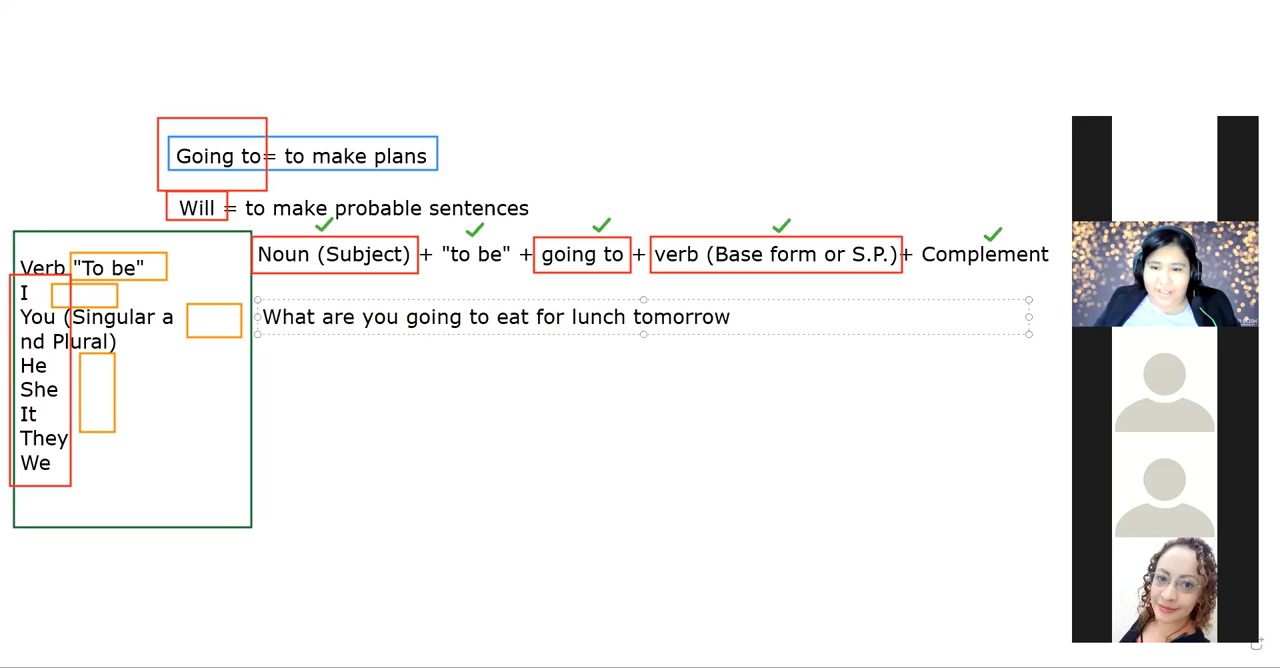 Going to= to make plans
Will = to make probable sentences
Noun (Subject) + "to be" + going to + verb (Base form or S.P.)+ Complement
Verb "To be"
I
You (Singular a
nd Plural)
He
She
It
They
We
What are you going to eat for lunch tomorrow